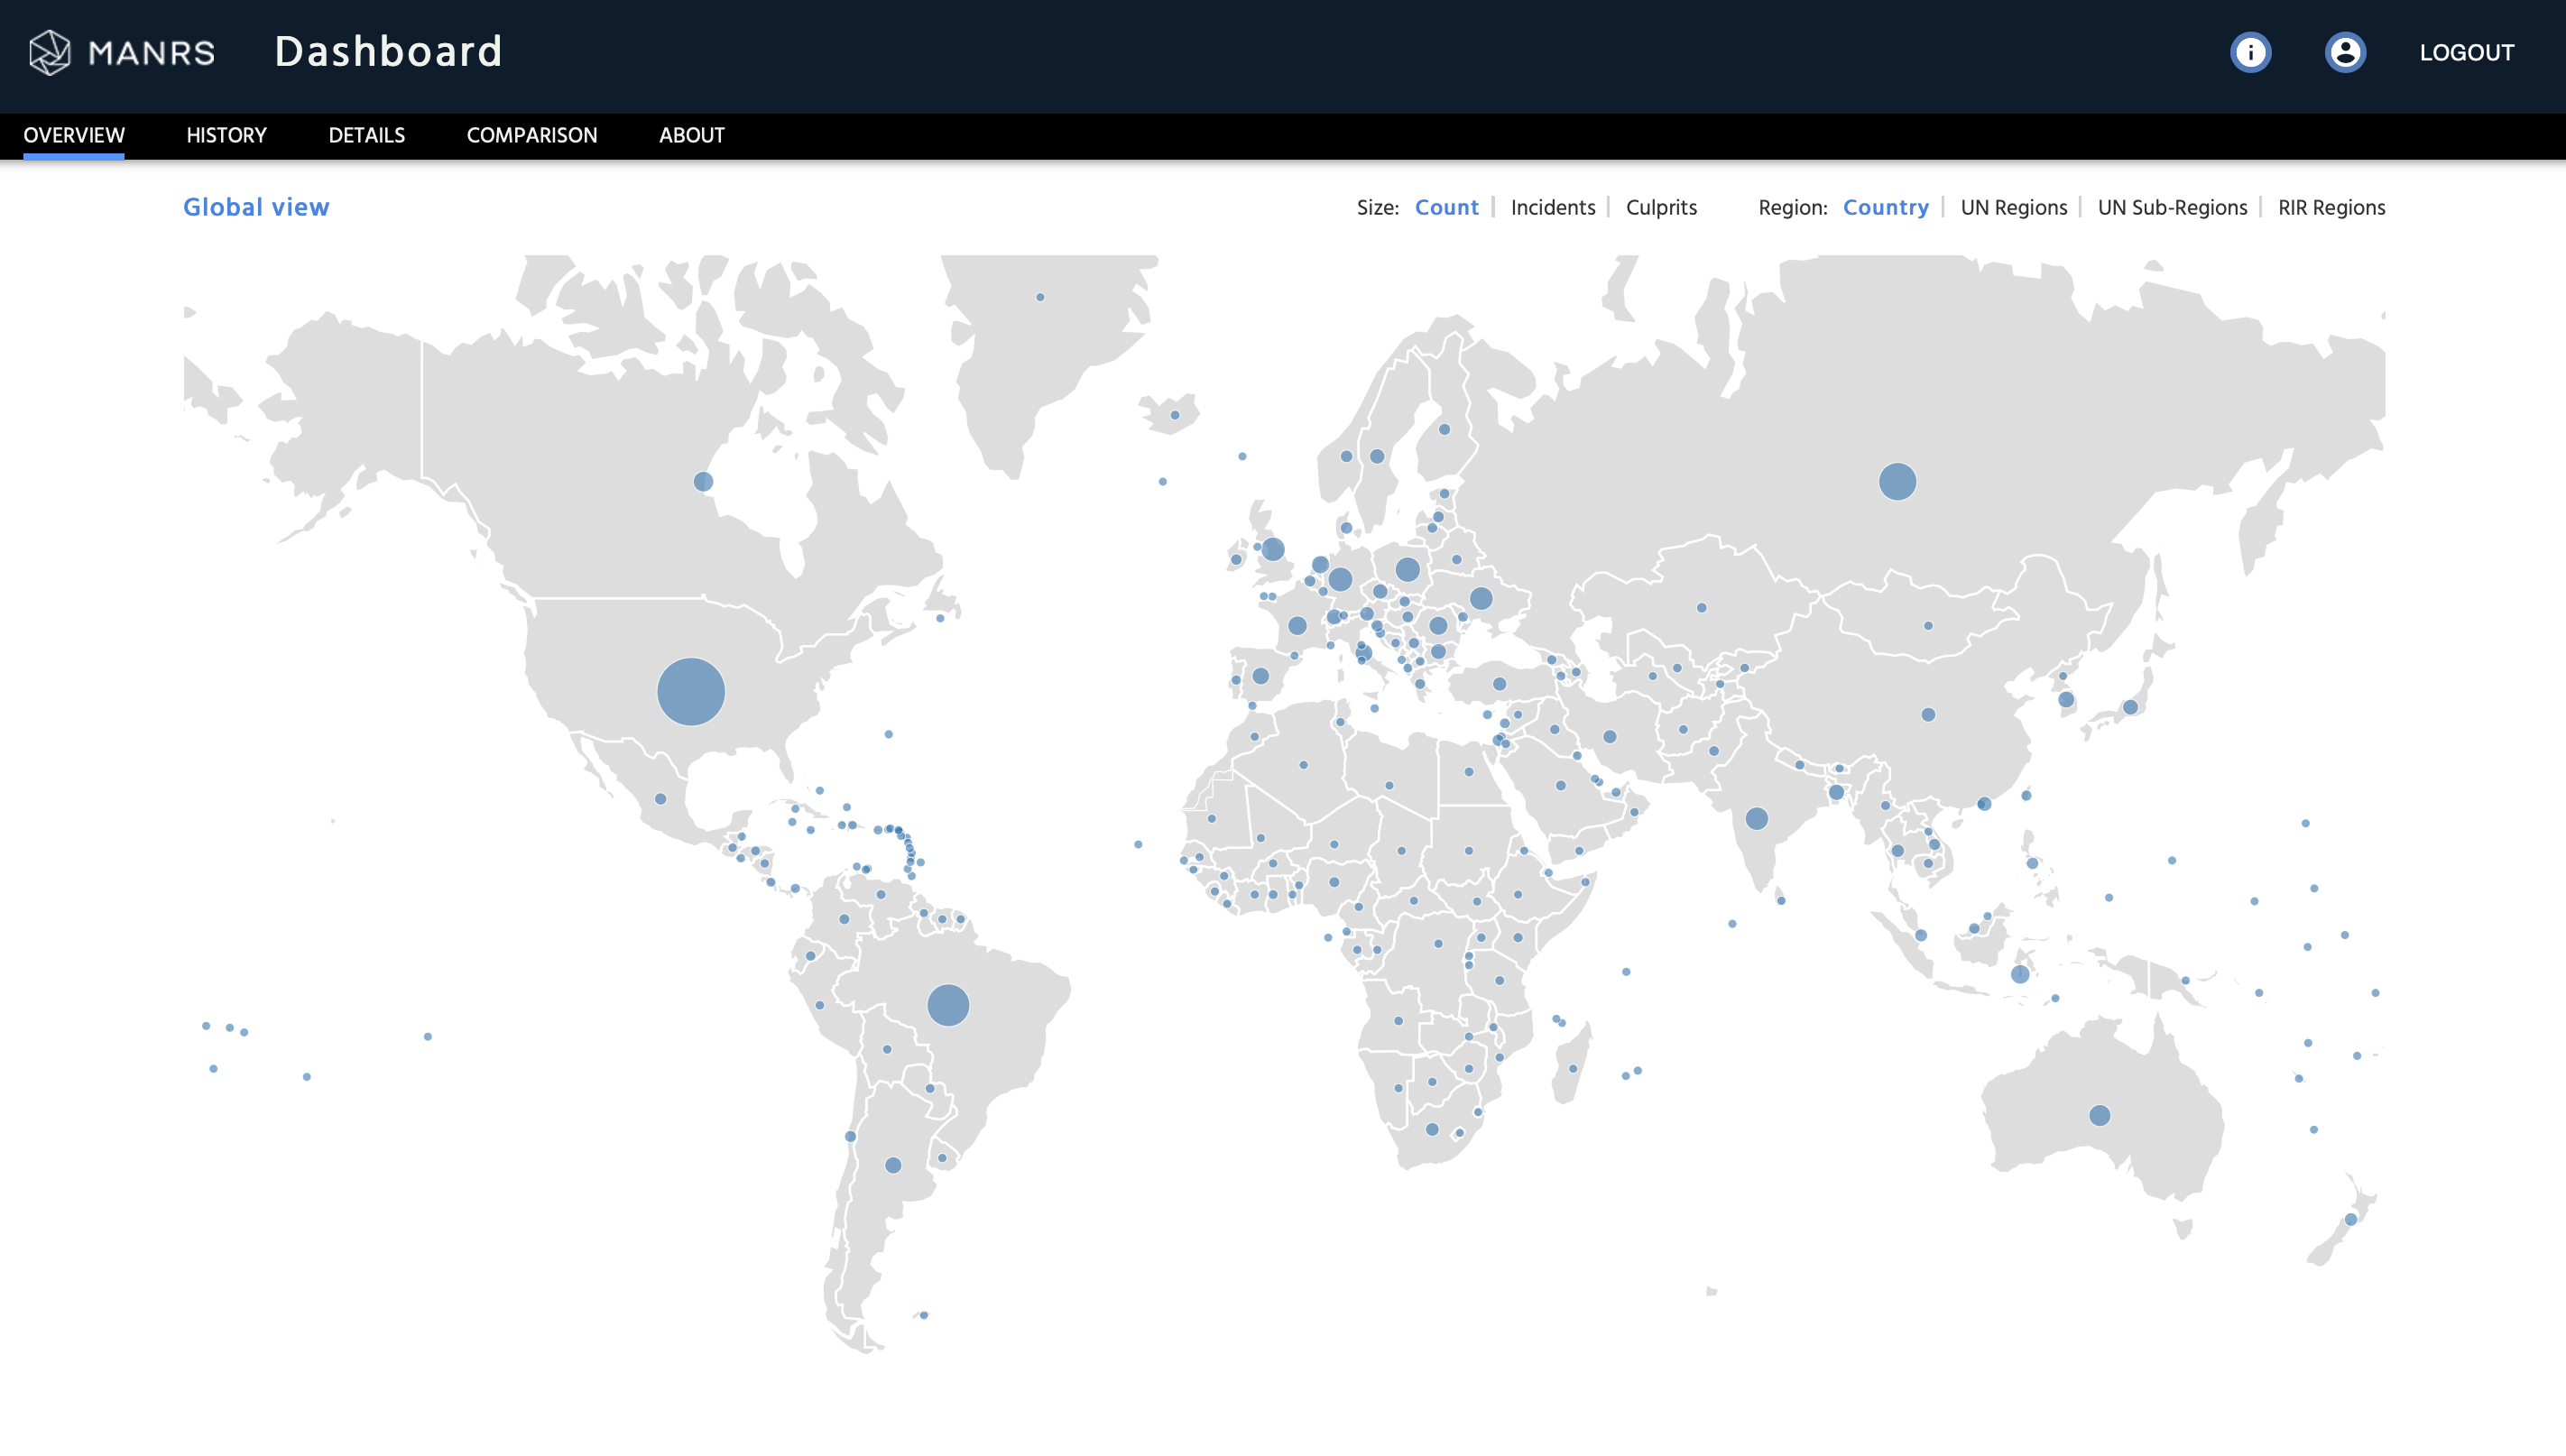 MANRS Dashboard LOGOUT
OVERVIEW HISTORY DETAILS COMPARISON ABOUT
Global view Size: Count Incidents Culprits Region: Country UN Regions UN Sub-Regions RIR Regions